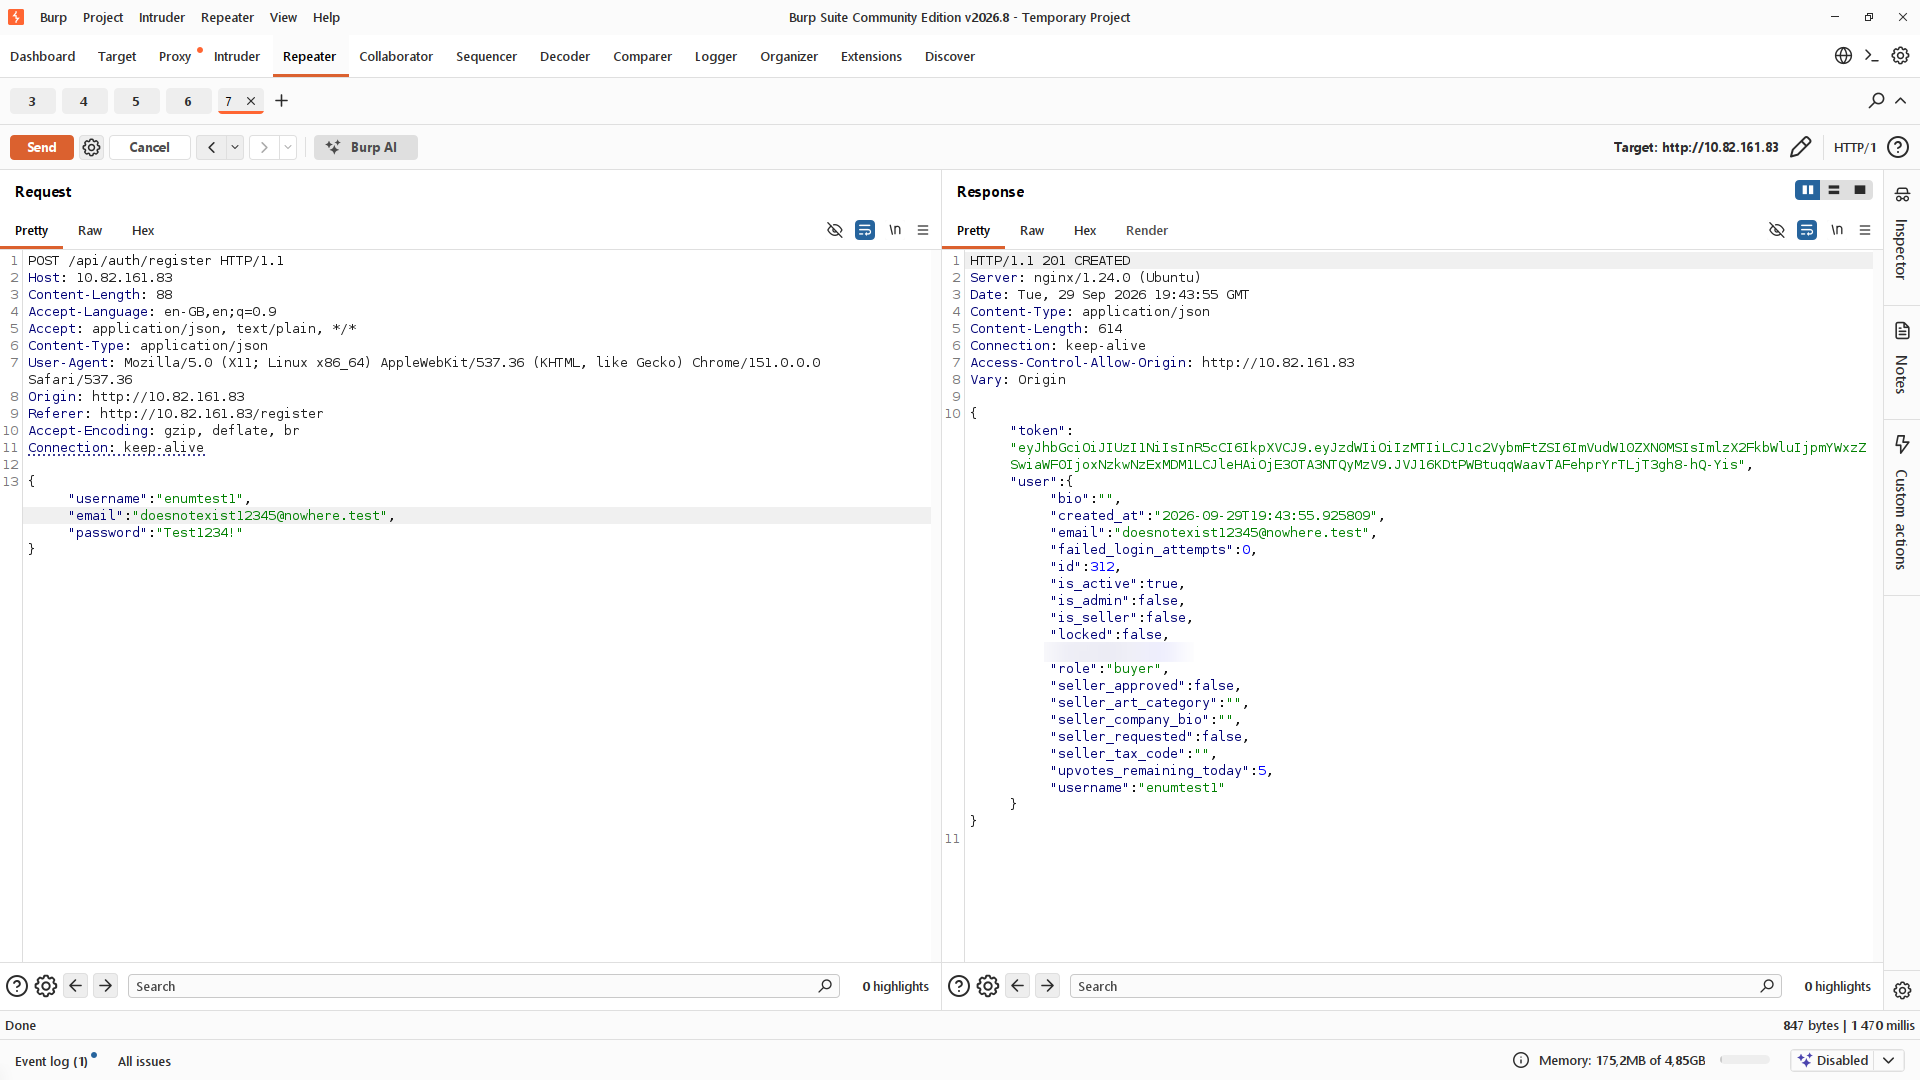 Burp Project Intruder Repeater View Help
Burp Suite Community Edition v2026.8 - Temporary Project
Dashboard Target Proxy Intruder Repeater Collaborator Sequencer Decoder Comparer Logger Organizer Extensions Discover
3 4 5 6 7
Send Cancel Burp AI
Target: http://10.82.161.83 HTTP/1
Request
Pretty Raw Hex \n
1 POST /api/auth/register HTTP/1.1
2 Host: 10.82.161.83
3 Content-Length: 88
4 Accept-Language: en-GB,en;q=0.9
5 Accept: application/json, text/plain, */*
6 Content-Type: application/json
7 User-Agent: Mozilla/5.0 (X11; Linux x86_64) AppleWebKit/537.36 (KHTML, like Gecko) Chrome/151.0.0.0
Safari/537.36
8 Origin: http://10.82.161.83
9 Referer: http://10.82.161.83/register
10 Accept-Encoding: gzip, deflate, br
11 Connection: keep-alive
12
13 {
"username":"enumtest1",
"email":"doesnotexist12345@nowhere.test",
"password":"Test1234!"
}
Search 0 highlights
Response
Pretty Raw Hex Render \n
1 HTTP/1.1 201 CREATED
2 Server: nginx/1.24.0 (Ubuntu)
3 Date: Tue, 29 Sep 2026 19:43:55 GMT
4 Content-Type: application/json
5 Content-Length: 614
6 Connection: keep-alive
7 Access-Control-Allow-Origin: http://10.82.161.83
8 Vary: Origin
9
10 {
"token":
"eyJhbGciOiJIUzI1NiIsInR5cCI6IkpXVCJ9.eyJzdWIiOiIzMTIiLCJ1c2VybmFtZSI6ImVudW10ZXN0MSIsImlzX2FkbWluIjpmYWxzZ
SwiaWF0IjoxNzkwNzExMDM1LCJleHAiOjE3OTA3NTQyMzV9.JVJ16KDtPWBtuqqWaavTAFehprYrTLjT3gh8-hQ-Yis",
"user":{
"bio":"",
"created_at":"2026-09-29T19:43:55.925809",
"email":"doesnotexist12345@nowhere.test",
"failed_login_attempts":0,
"id":312,
"is_active":true,
"is_admin":false,
"is_seller":false,
"locked":false,
"role":"buyer",
"seller_approved":false,
"seller_art_category":"",
"seller_company_bio":"",
"seller_requested":false,
"seller_tax_code":"",
"upvotes_remaining_today":5,
"username":"enumtest1"
}
}
11
Search 0 highlights
Inspector
Notes
Custom actions
Done
847 bytes | 1 470 millis
Event log (1) All issues
Memory: 175,2MB of 4,85GB
Disabled